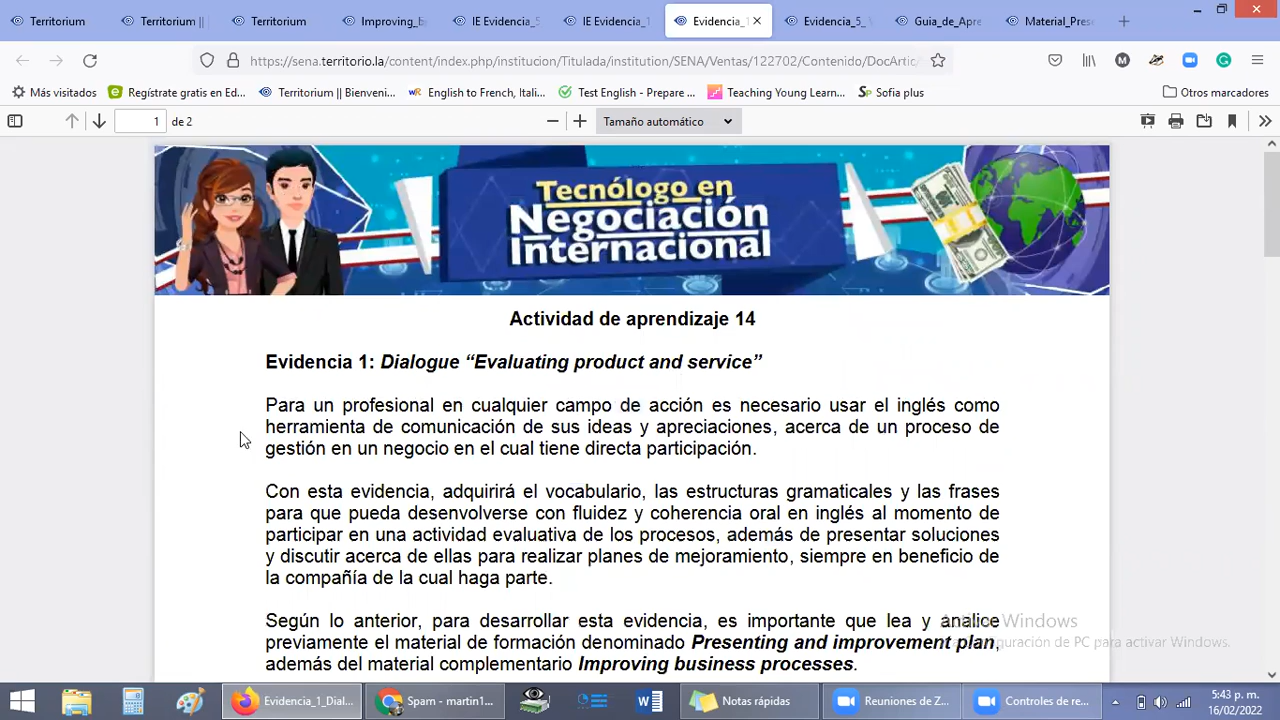 Territorium
Territorium ||
Territorium
Improving_b
IE Evidencia_5
IE Evidencia_1
Evidencia_1
Evidencia_5_
Guia_de_Apre
Material_Prese
https://sena.territorio.la/content/index.php/institucion/Titulada/institution/SENA/Ventas/122702/Contenido/DocArtic
Más visitados
Regístrate gratis en Ed...
Territorium || Bienveni...
English to French, Itali...
Test English - Prepare ...
Teaching Young Learn...
Sofia plus
Otros marcadores
1 de 2
Tamaño automático
Tecnólogo en
Negociación
Internacional
Actividad de aprendizaje 14
Evidencia 1: Dialogue “Evaluating product and service”
Para un profesional en cualquier campo de acción es necesario usar el inglés como
herramienta de comunicación de sus ideas y apreciaciones, acerca de un proceso de
gestión en un negocio en el cual tiene directa participación.
Con esta evidencia, adquirirá el vocabulario, las estructuras gramaticales y las frases
para que pueda desenvolverse con fluidez y coherencia oral en inglés al momento de
participar en una actividad evaluativa de los procesos, además de presentar soluciones
y discutir acerca de ellas para realizar planes de mejoramiento, siempre en beneficio de
la compañía de la cual haga parte.
Según lo anterior, para desarrollar esta evidencia, es importante que lea y analice
previamente el material de formación denominado Presenting and improvement plan,
además del material complementario Improving business processes.
Windows
PC para activar Windows.
Evidencia_1_Dial...
Spam - martin1...
Notas rápidas
Reuniones de Z...
Controles de re...
5:43 p. m.
16/02/2022